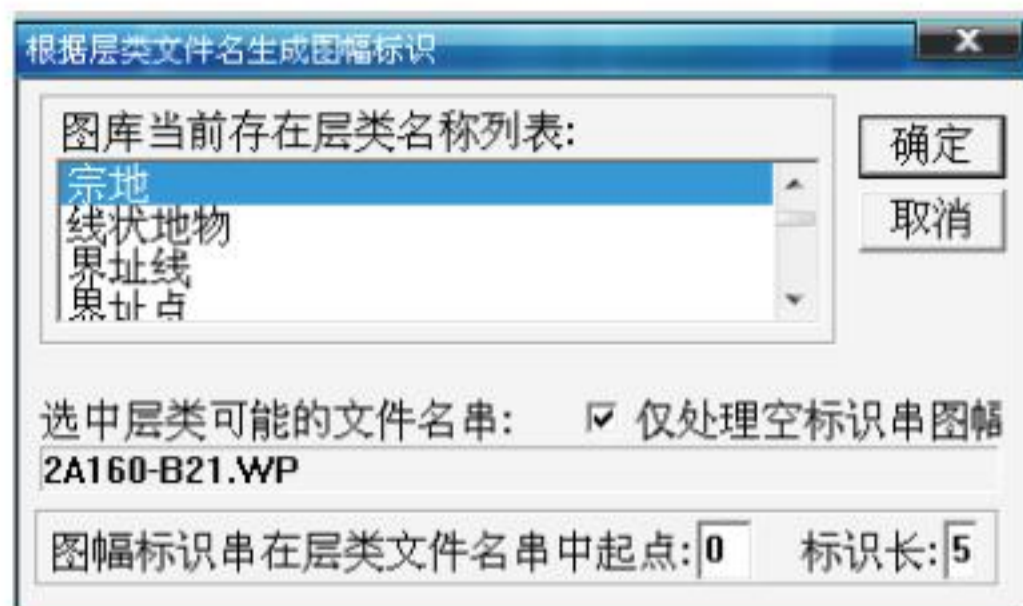 根据层类文件名生成图幅标识
图库当前存在层类名称列表:
确定
宗地
取消
线状地物
界址线
界址点
选中层类可能的文件名串:
仅处理空标识串图幅
2A160-B21.WP
图幅标识串在层类文件名串中起点:0 标识长:5